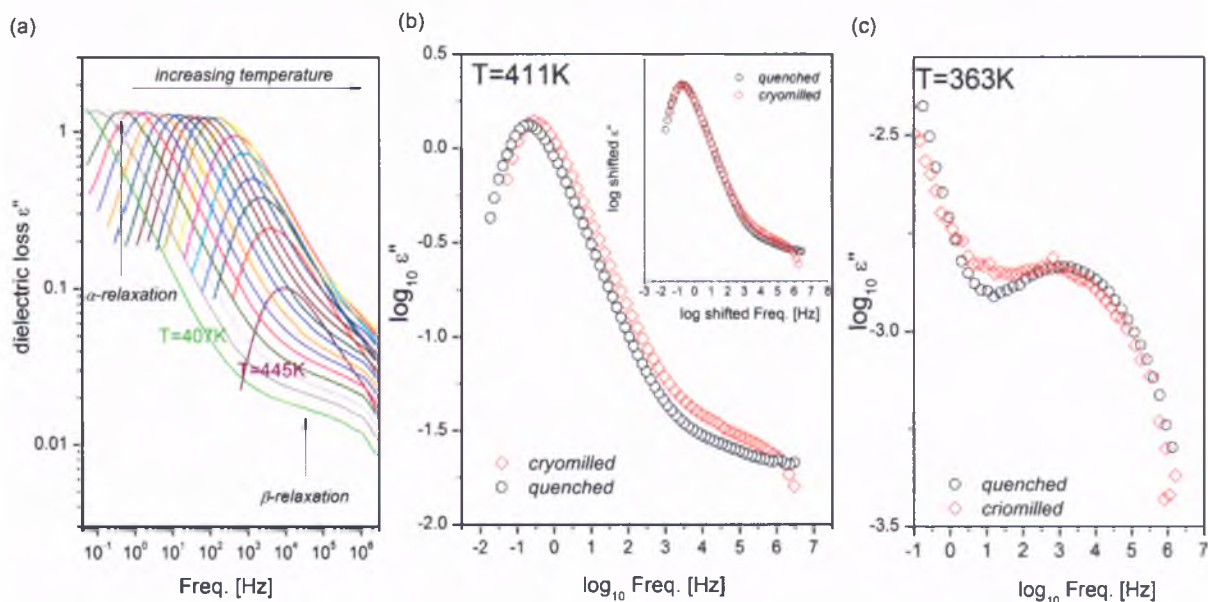 (a)
increasing temperature
1
0.1
0.01
dielectric loss ε"
α-relaxation
T=407K
T=445K
β-relaxation
10⁻¹ 10⁰ 10¹ 10² 10³ 10⁴ 10⁵ 10⁶
Freq. [Hz]
(b)
T=411K
0.5
0.0
-0.5
-1.0
-1.5
-2.0
log₁₀ ε"
cryomilled
quenched
-2 -1 0 1 2 3 4 5 6 7
log₁₀ Freq. [Hz]
quenched
cryomilled
log shifted ε"
-3 -2 -1 0 1 2 3 4 5 6 7 8
log shifted Freq. [Hz]
(c)
T=363K
-2.5
-3.0
-3.5
log₁₀ ε"
quenched
criomilled
-1 0 1 2 3 4 5 6 7
log₁₀ Freq. [Hz]